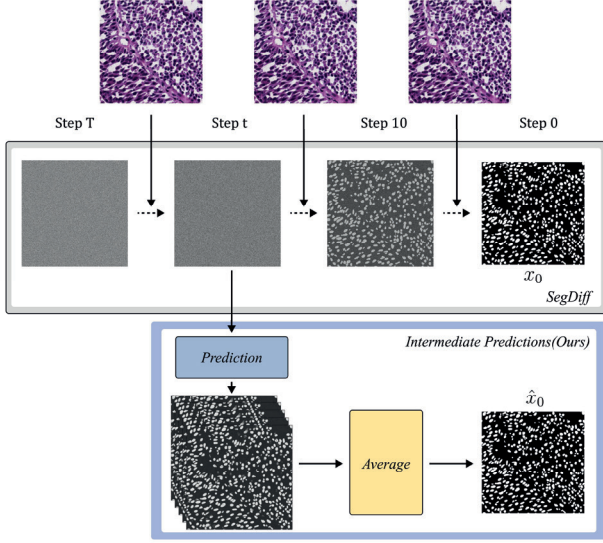 Step T
Step t
Step 10
Step 0
x₀
SegDiff
Intermediate Predictions(Ours)
Prediction
x̂₀
Average